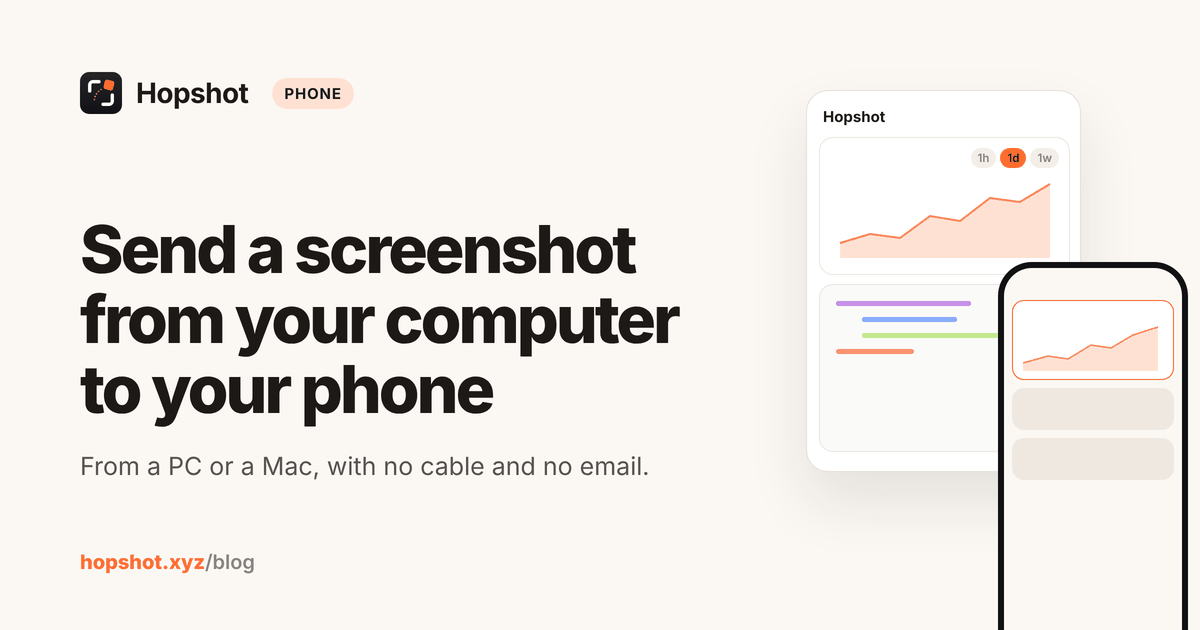 Hopshot
PHONE
Send a screenshot
from your computer
to your phone
From a PC or a Mac, with no cable and no email.
hopshot.xyz/blog
Hopshot
1h 1d 1w